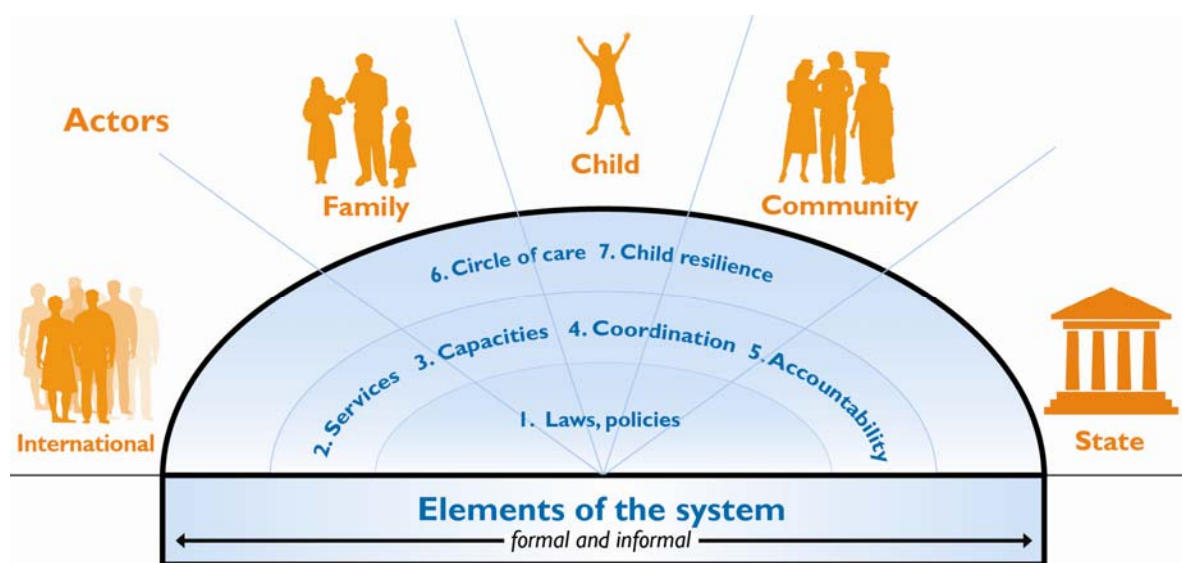 Actors
Family
Child
Community
International
State
6. Circle of care
7. Child resilience
2. Services
3. Capacities
4. Coordination
5. Accountability
1. Laws, policies
Elements of the system
formal and informal